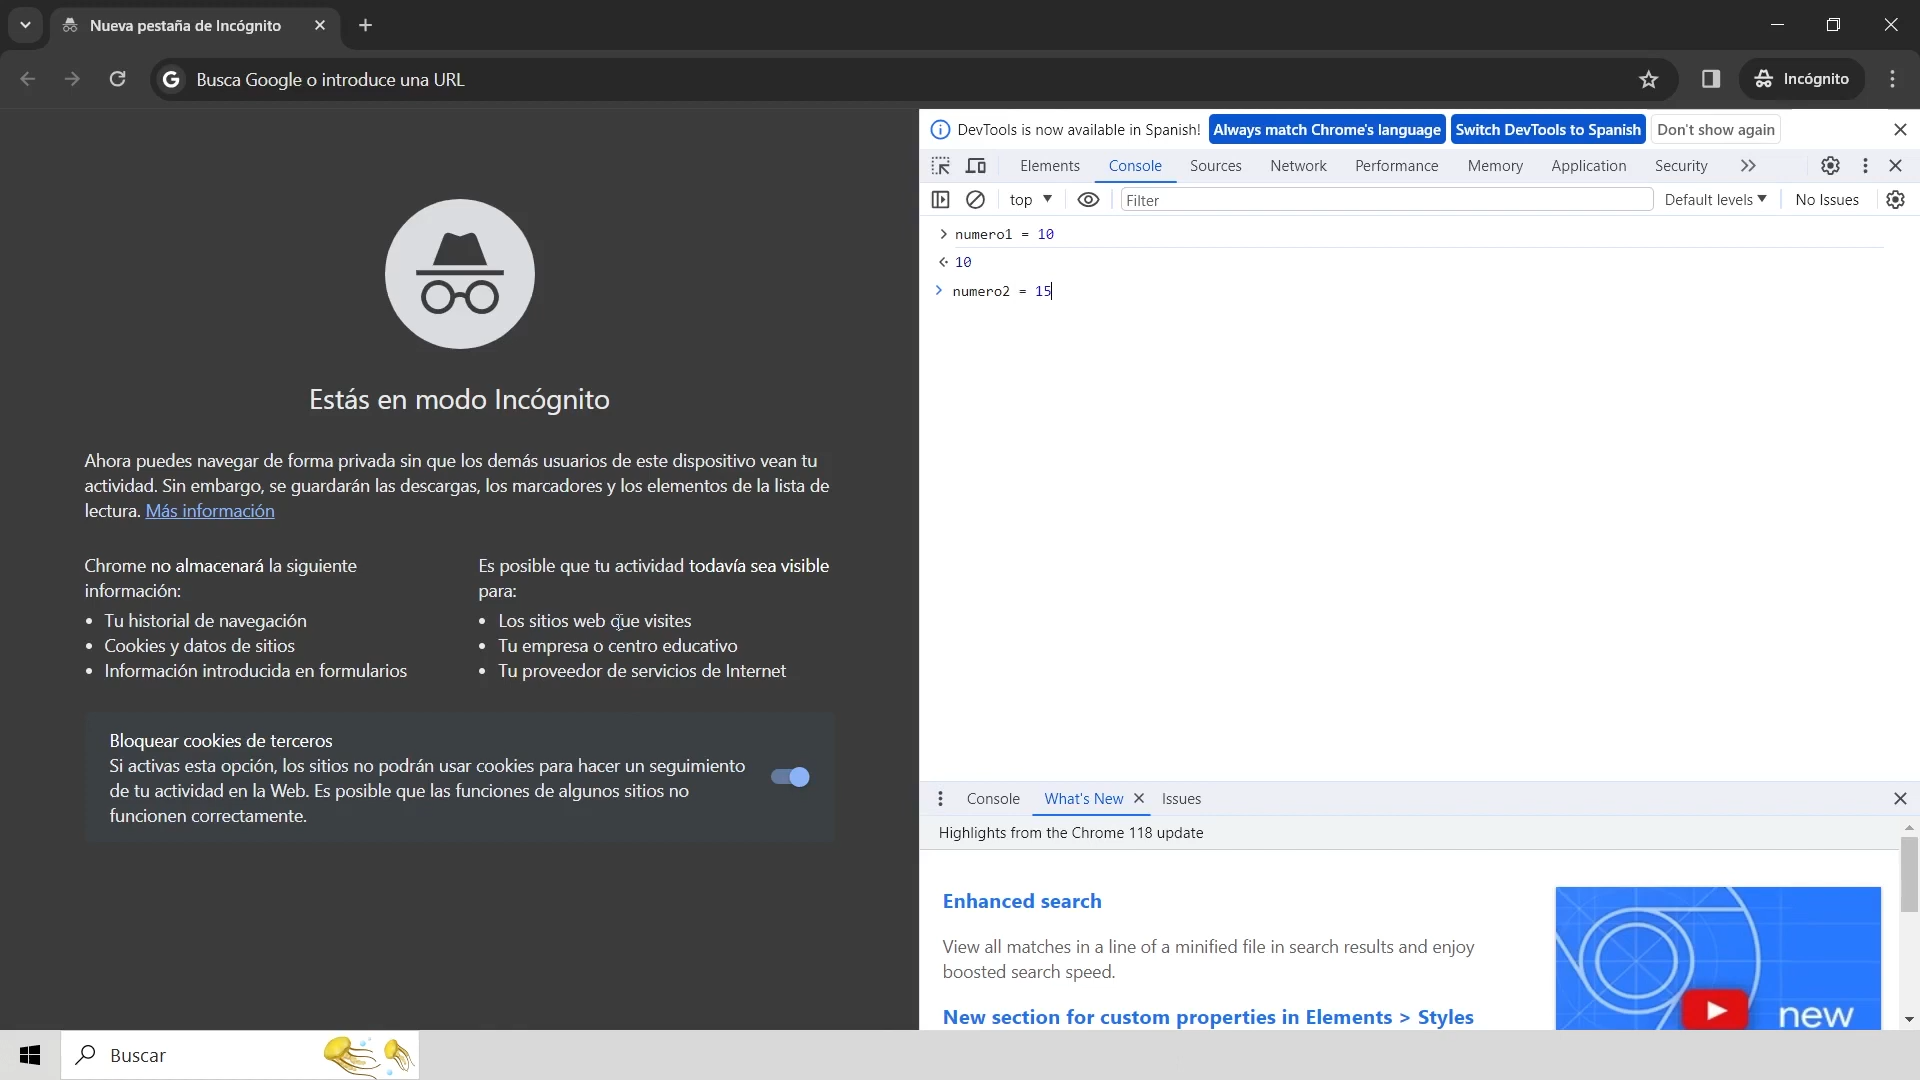 Nueva pestaña de Incógnito
Busca Google o introduce una URL
Incógnito
Estás en modo Incógnito
Ahora puedes navegar de forma privada sin que los demás usuarios de este dispositivo vean tu
actividad. Sin embargo, se guardarán las descargas, los marcadores y los elementos de la lista de
lectura. Más información
Chrome no almacenará la siguiente
información:
Tu historial de navegación
Cookies y datos de sitios
Información introducida en formularios
Es posible que tu actividad todavía sea visible
para:
Los sitios web que visites
Tu empresa o centro educativo
Tu proveedor de servicios de Internet
Bloquear cookies de terceros
Si activas esta opción, los sitios no podrán usar cookies para hacer un seguimiento
de tu actividad en la Web. Es posible que las funciones de algunos sitios no
funcionen correctamente.
DevTools is now available in Spanish! Always match Chrome's language Switch DevTools to Spanish Don't show again
Elements Console Sources Network Performance Memory Application Security
top Filter Default levels No Issues
numero1 = 10
10
numero2 = 15
Console What's New Issues
Highlights from the Chrome 118 update
Enhanced search
View all matches in a line of a minified file in search results and enjoy
boosted search speed.
New section for custom properties in Elements > Styles
new
Buscar